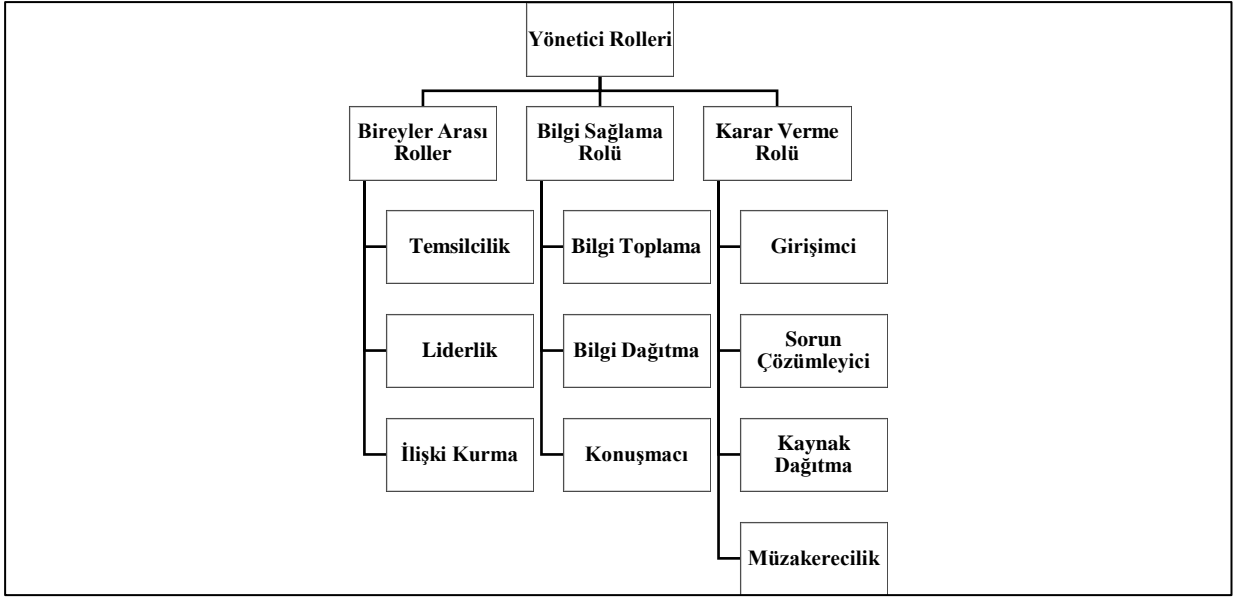 Yönetici Rolleri
Bireyler Arası
Roller
Temsilcilik
Liderlik
İlişki Kurma
Bilgi Sağlama
Rolü
Bilgi Toplama
Bilgi Dağıtma
Konuşmacı
Karar Verme
Rolü
Girişimci
Sorun
Çözümleyici
Kaynak
Dağıtma
Müzakerecilik